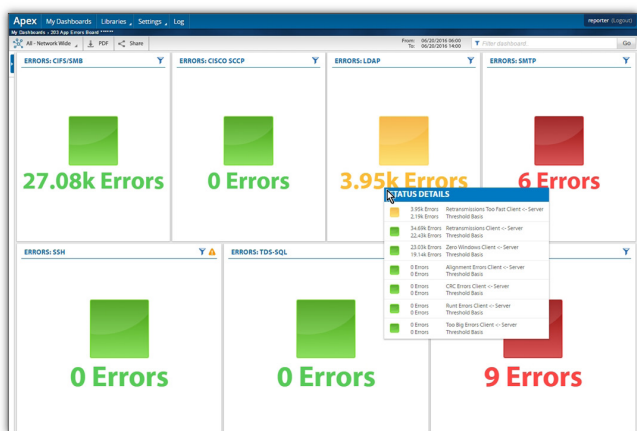 Apex My Dashboards Libraries Settings Log reporter (Logout)
My Dashboards > 203 App Errors Board ******
All - Network Wide PDF Share From: 06/20/2016 06:00 Filter dashboard. Go
To: 06/20/2016 14:00
ERRORS: CIFS/SMB ERRORS: CISCO SCCP ERRORS: LDAP ERRORS: SMTP
27.08k Errors 0 Errors 3.95k Errors 6 Errors
STATUS DETAILS
3.95k Errors Retransmissions Too Fast Client <- Server
2.19k Errors Threshold Basis
34.69k Errors Retransmissions Client <- Server
22.43k Errors Threshold Basis
23.03k Errors Zero Windows Client <- Server
19.14k Errors Threshold Basis
0 Errors Alignment Errors Client <- Server
0 Errors Threshold Basis
0 Errors CRC Errors Client <- Server
0 Errors Threshold Basis
0 Errors Runt Errors Client <- Server
0 Errors Threshold Basis
0 Errors Too Big Errors Client <- Server
0 Errors Threshold Basis
ERRORS: SSH ERRORS: TDS-SQL
0 Errors 0 Errors 9 Errors